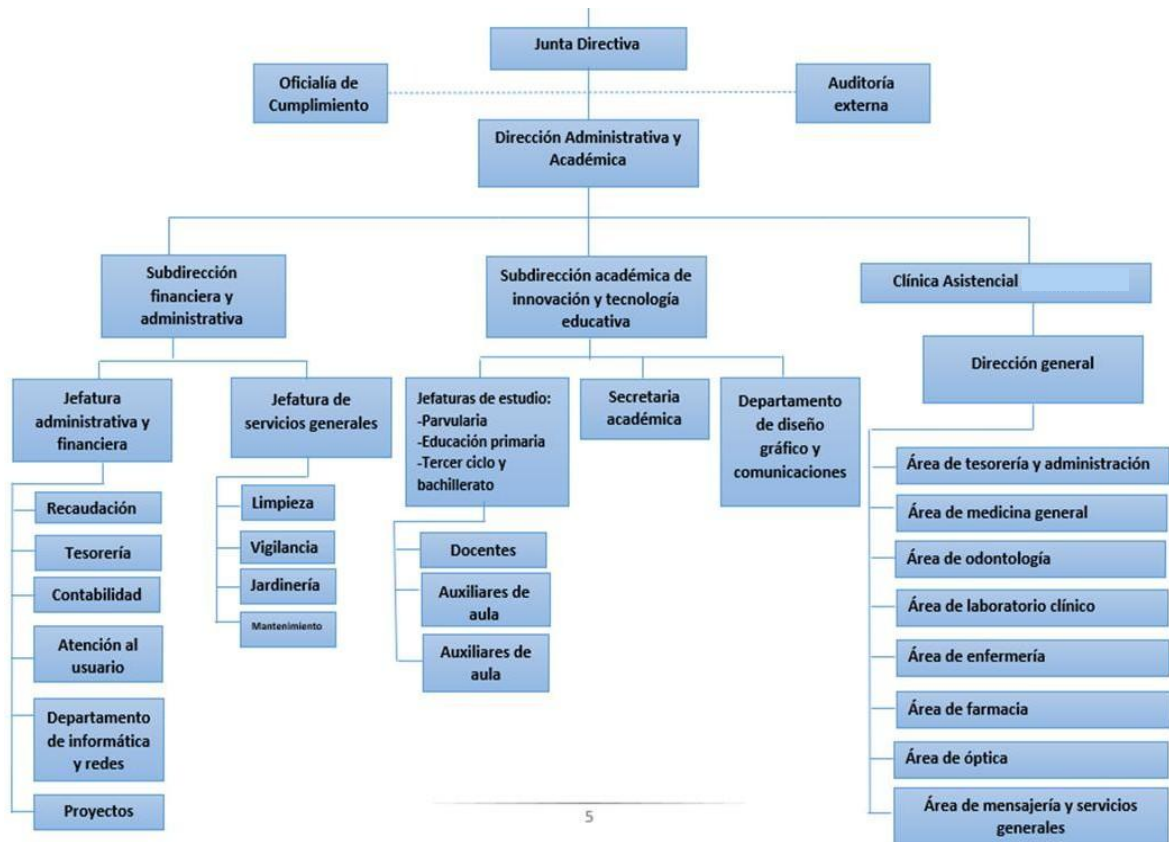 Junta Directiva
Oficialía de
Cumplimiento
Auditoría
externa
Dirección Administrativa y
Académica
Subdirección
financiera y
administrativa
Subdirección académica de
innovación y tecnología
educativa
Clínica Asistencial
Dirección general
Jefatura
administrativa y
financiera
Jefatura de
servicios generales
Jefaturas de estudio:
-Parvularia
-Educación primaria
-Tercer ciclo y
bachillerato
Secretaria
académica
Departamento
de diseño
gráfico y
comunicaciones
Recaudación
Tesorería
Contabilidad
Atención al
usuario
Departamento
de informática
y redes
Proyectos
Limpieza
Vigilancia
Jardinería
Mantenimiento
Docentes
Auxiliares de
aula
Auxiliares de
aula
Área de tesorería y administración
Área de medicina general
Área de odontología
Área de laboratorio clínico
Área de enfermería
Área de farmacia
Área de óptica
Área de mensajería y servicios
generales
5